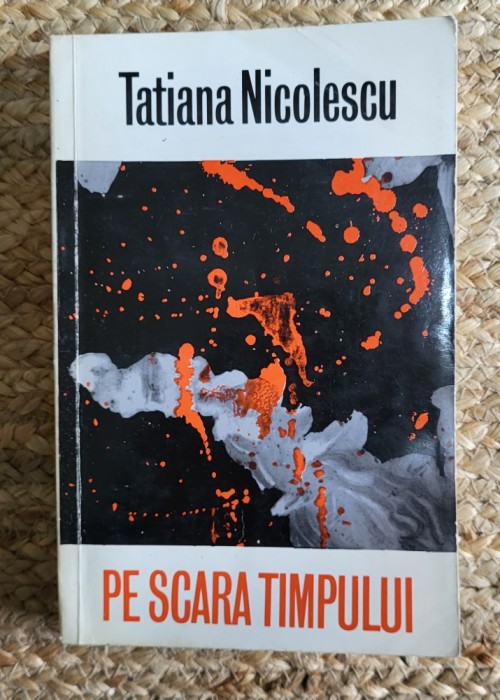 Tatiana Nicolescu
PE SCARA TIMPULUI